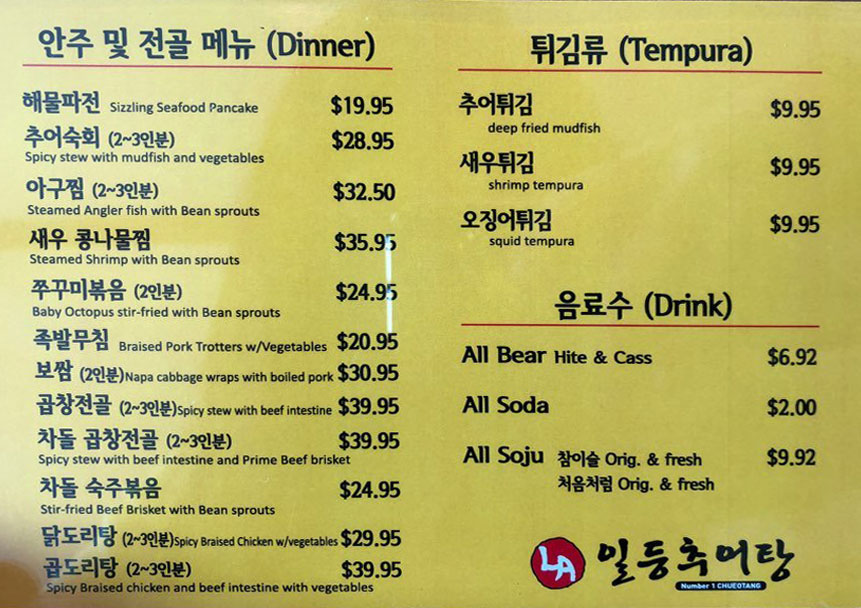 안주 및 전골 메뉴 (Dinner)
해물파전 Sizzling Seafood Pancake $19.95
추어숙회 (2~3인분) $28.95
Spicy stew with mudfish and vegetables
아구찜 (2~3인분) $32.50
Steamed Angler fish with Bean sprouts
새우 콩나물찜 $35.95
Steamed Shrimp with Bean sprouts
쭈꾸미볶음 (2인분) $24.95
Baby Octopus stir-fried with Bean sprouts
족발무침 Braised Pork Trotters w/Vegetables $20.95
보쌈 (2인분)Napa cabbage wraps with boiled pork $30.95
곱창전골 (2~3인분)Spicy stew with beef intestine $39.95
차돌 곱창전골 (2~3인분) $39.95
Spicy stew with beef intestine and Prime Beef brisket
차돌 숙주볶음 $24.95
Stir-fried Beef Brisket with Bean sprouts
닭도리탕 (2~3인분)Spicy Braised Chicken w/vegetables $29.95
곱도리탕 (2~3인분) $39.95
Spicy Braised chicken and beef intestine with vegetables
튀김류 (Tempura)
추어튀김 $9.95
deep fried mudfish
새우튀김 $9.95
shrimp tempura
오징어튀김 $9.95
squid tempura
음료수 (Drink)
All Bear Hite & Cass $6.92
All Soda $2.00
All Soju 참이슬 Orig. & fresh $9.92
처음처럼 Orig. & fresh
LA 일등추어탕
Number 1 CHUEOTANG